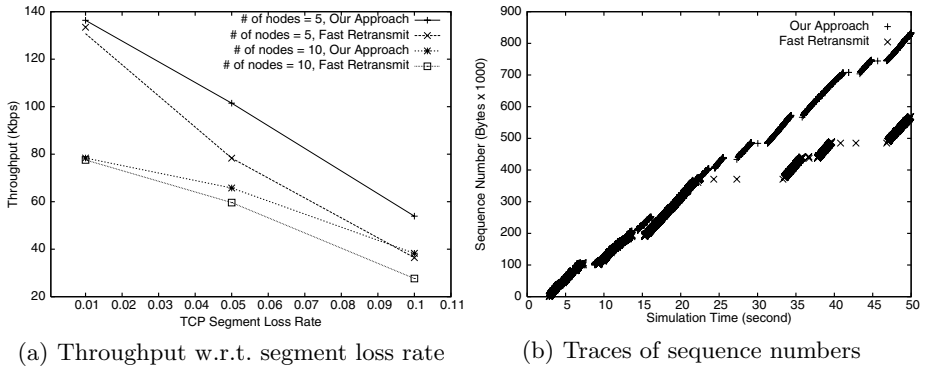 140
120
100
80
60
40
20
Throughput (Kbps)
# of nodes = 5, Our Approach
# of nodes = 5, Fast Retransmit
# of nodes = 10, Our Approach
# of nodes = 10, Fast Retransmit
0.01 0.02 0.03 0.04 0.05 0.06 0.07 0.08 0.09 0.1 0.11
TCP Segment Loss Rate
(a) Throughput w.r.t. segment loss rate
900
800
700
600
500
400
300
200
100
0
Sequence Number (Bytes x 1000)
Our Approach
Fast Retransmit
0 5 10 15 20 25 30 35 40 45 50
Simulation Time (second)
(b) Traces of sequence numbers